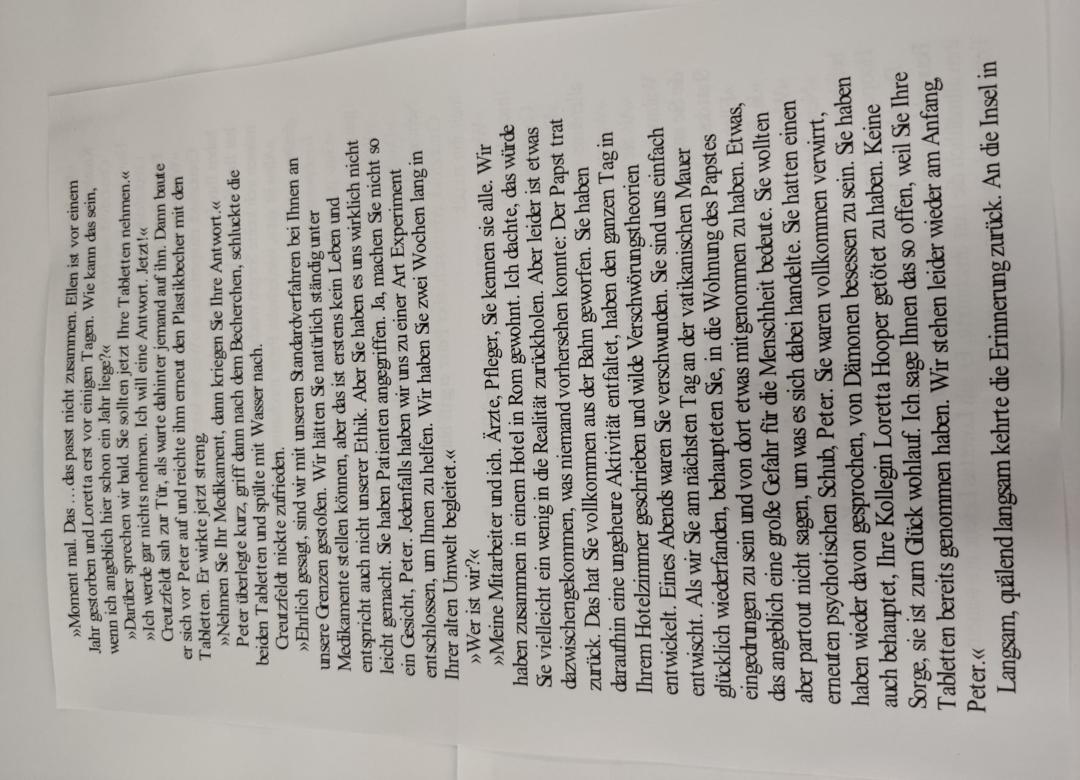 »Moment mal. Das …das passt nicht zusammen. Ellen ist vor einem
Jahr gestorben und Loretta erst vor einigen Tagen. Wie kann das sein,
wenn ich angeblich hier schon ein Jahr liege?«
»Darüber sprechen wir bald. Sie sollten jetzt Ihre Tabletten nehmen.«
»Ich werde gar nichts nehmen. Ich will eine Antwort. Jetzt!«
Creutzfeldt sah zur Tür, als warte dahinter jemand auf ihn. Dann baute
er sich vor Peter auf und reichte ihm erneut den Plastikbecher mit den
Tabletten. Er wirkte jetzt streng.
»Nehmen Sie Ihr Medikament, dann kriegen Sie Ihre Antwort.«
Peter überlegte kurz, griff dann nach dem Becherchen, schluckte die
beiden Tabletten und spülte mit Wasser nach.
Creutzfeldt nickte zufrieden.
»Ehrlich gesagt, sind wir mit unseren Standardverfahren bei Ihnen an
unsere Grenzen gestoßen. Wir hätten Sie natürlich ständig unter
Medikamente stellen können, aber das ist erstens kein Leben und
entspricht auch nicht unserer Ethik. Aber Sie haben es uns wirklich nicht
leicht gemacht. Sie haben Patienten angegriffen. Ja, machen Sie nicht so
ein Gesicht, Peter. Jedenfalls haben wir uns zu einer Art Experiment
entschlossen, um Ihnen zu helfen. Wir haben Sie zwei Wochen lang in
Ihrer alten Umwelt begleitet.«
»Wer ist wir?«
»Meine Mitarbeiter und ich. Ärzte, Pfleger, Sie kennen sie alle. Wir
haben zusammen in einem Hotel in Rom gewohnt. Ich dachte, das würde
Sie vielleicht ein wenig in die Realität zurückholen. Aber leider ist etwas
dazwischengekommen, was niemand vorhersehen konnte: Der Papst trat
zurück. Das hat Sie vollkommen aus der Bahn geworfen. Sie haben
daraufhin eine ungeheure Aktivität entfaltet, haben den ganzen Tag in
Ihrem Hotelzimmer geschrieben und wilde Verschwörungstheorien
entwickelt. Eines Abends waren Sie verschwunden. Sie sind uns einfach
entwischt. Als wir Sie am nächsten Tag an der vatikanischen Mauer
glücklich wiederfanden, behaupteten Sie, in die Wohnung des Papstes
eingedrungen zu sein und von dort etwas mitgenommen zu haben. Etwas,
das angeblich eine große Gefahr für die Menschheit bedeute. Sie wollten
aber partout nicht sagen, um was es sich dabei handelte. Sie hatten einen
erneuten psychotischen Schub, Peter. Sie waren vollkommen verwirrt,
haben wieder davon gesprochen, von Dämonen besessen zu sein. Sie haben
auch behauptet, Ihre Kollegin Loretta Hooper getötet zu haben. Keine
Sorge, sie ist zum Glück wohlauf. Ich sage Ihnen das so offen, weil Sie Ihre
Tabletten bereits genommen haben. Wir stehen leider wieder am Anfang,
Peter.«
Langsam, quälend langsam kehrte die Erinnerung zurück. An die Insel in